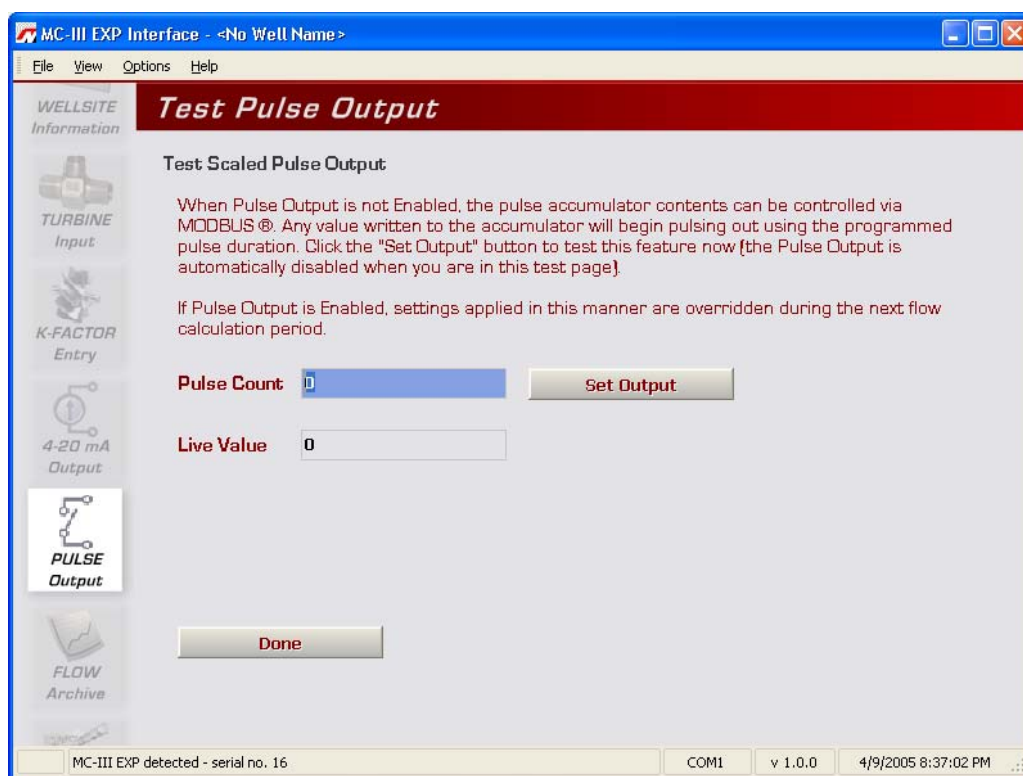 MC-III EXP Interface - <No Well Name>
File View Options Help
WELLSITE
Information
TURBINE
Input
K-FACTOR
Entry
4-20 mA
Output
PULSE
Output
FLOW
Archive
Test Pulse Output
Test Scaled Pulse Output
When Pulse Output is not Enabled, the pulse accumulator contents can be controlled via
MODBUS ®. Any value written to the accumulator will begin pulsing out using the programmed
pulse duration. Click the "Set Output" button to test this feature now (the Pulse Output is
automatically disabled when you are in this test page).
If Pulse Output is Enabled, settings applied in this manner are overridden during the next flow
calculation period.
Pulse Count 0 Set Output
Live Value 0
Done
MC-III EXP detected - serial no. 16 COM1 v 1.0.0 4/9/2005 8:37:02 PM